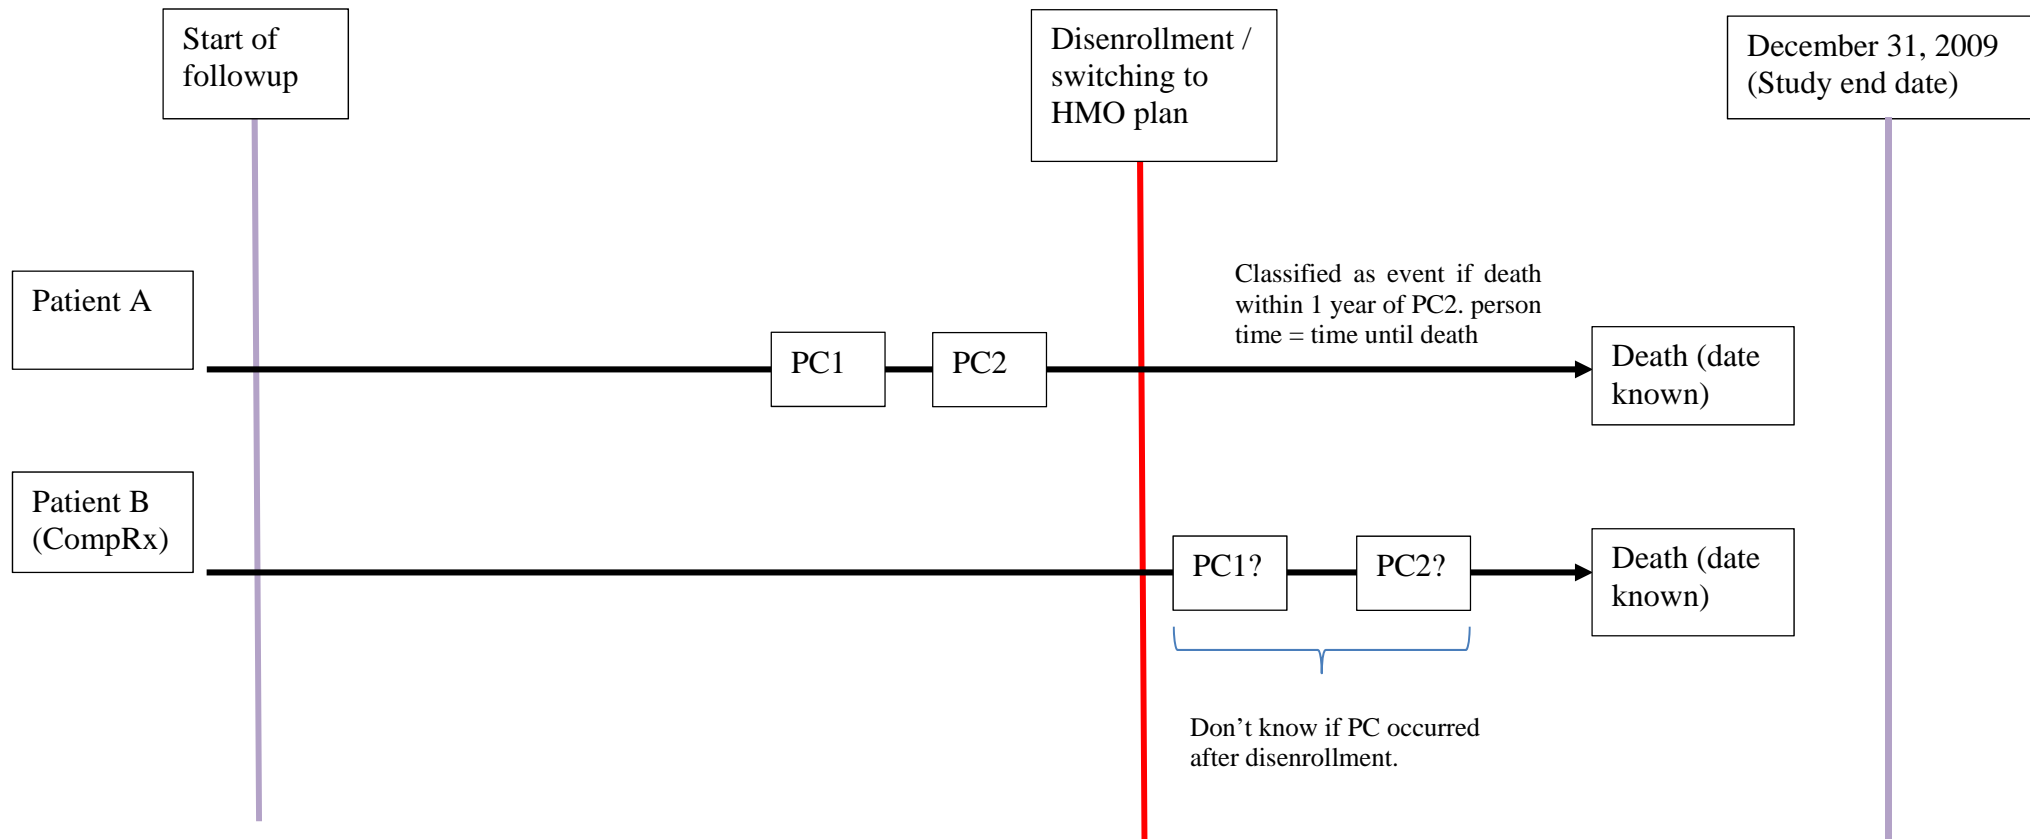 Start of
followup
Disenrollment /
switching to
HMO plan
December 31, 2009
(Study end date)
Patient A
PC1
PC2
Classified as event if death
within 1 year of PC2. person
time = time until death
Death (date
known)
Patient B
(CompRx)
PC1?
PC2?
Death (date
known)
Don’t know if PC occurred
after disenrollment.